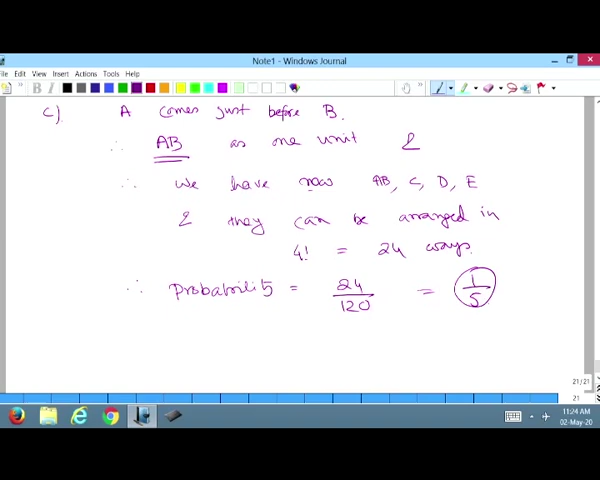 Note1 - Windows Journal
File Edit View Insert Actions Tools Help
c) A comes just before B.
∴ AB as one unit &
∴ We have now AB, C, D, E
& they can be arranged in
4! = 24 ways.
∴ Probability = 24/120 = 1/5
21/21
21
11:24 AM
02-May-20